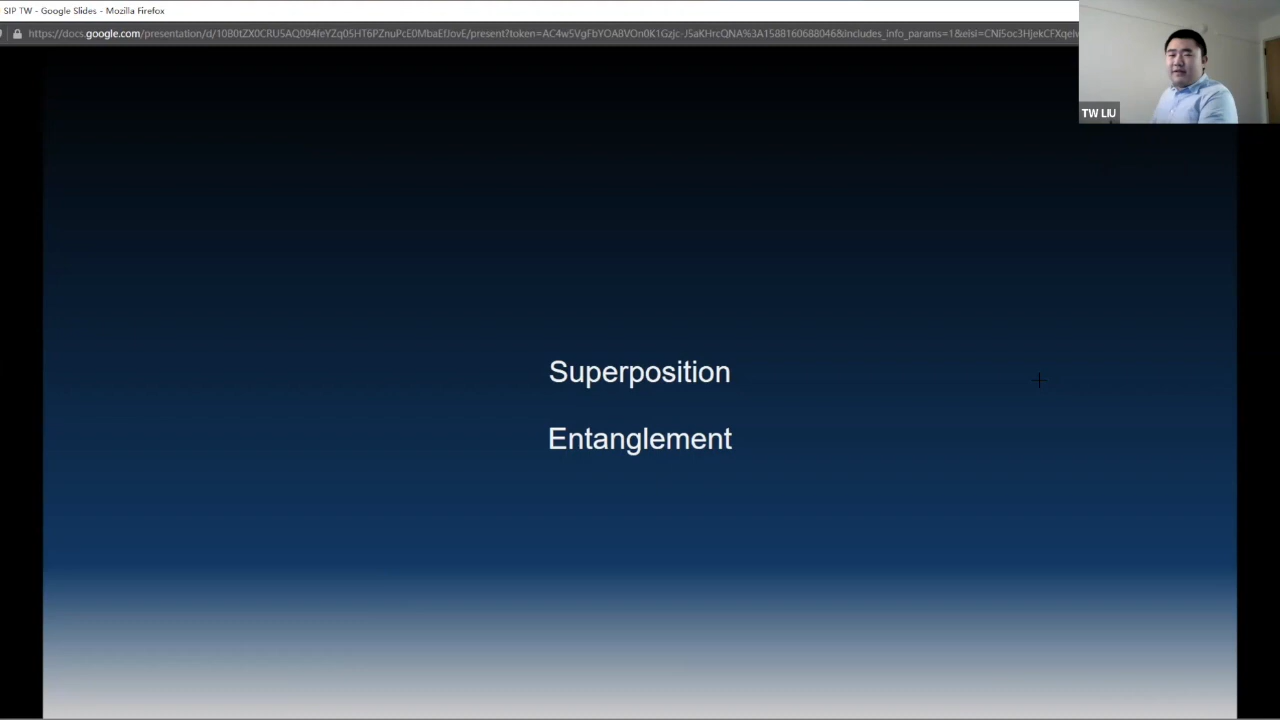 SIP TW - Google Slides - Mozilla Firefox
TW LIU
Superposition
Entanglement